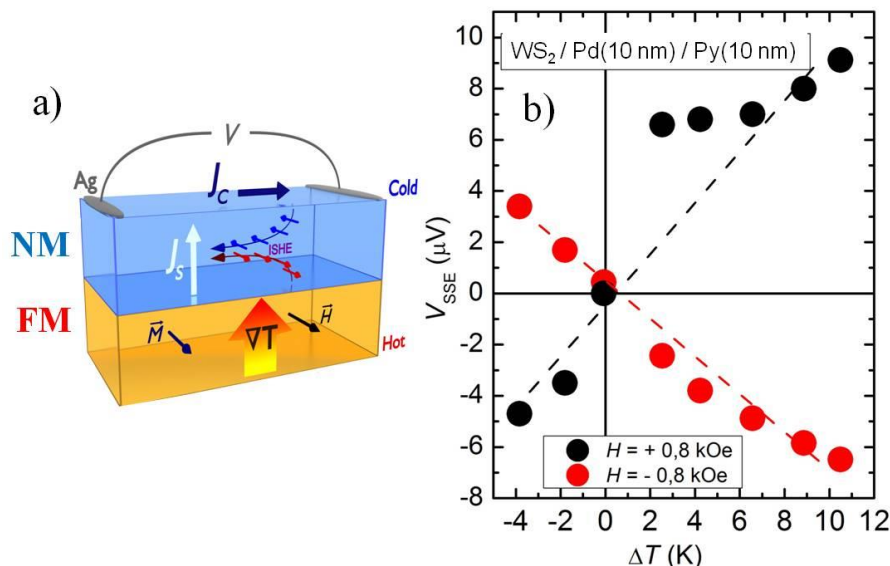 a)
V
Ag
J_C
Cold
NM
J_S
ISHE
FM
M⃗
∇T
H⃗
Hot
WS₂ / Pd(10 nm) / Py(10 nm)
b)
10
8
6
4
2
0
-2
-4
-6
-8
V_SSE (μV)
H = + 0,8 kOe
H = - 0,8 kOe
-4 -2 0 2 4 6 8 10 12
ΔT (K)